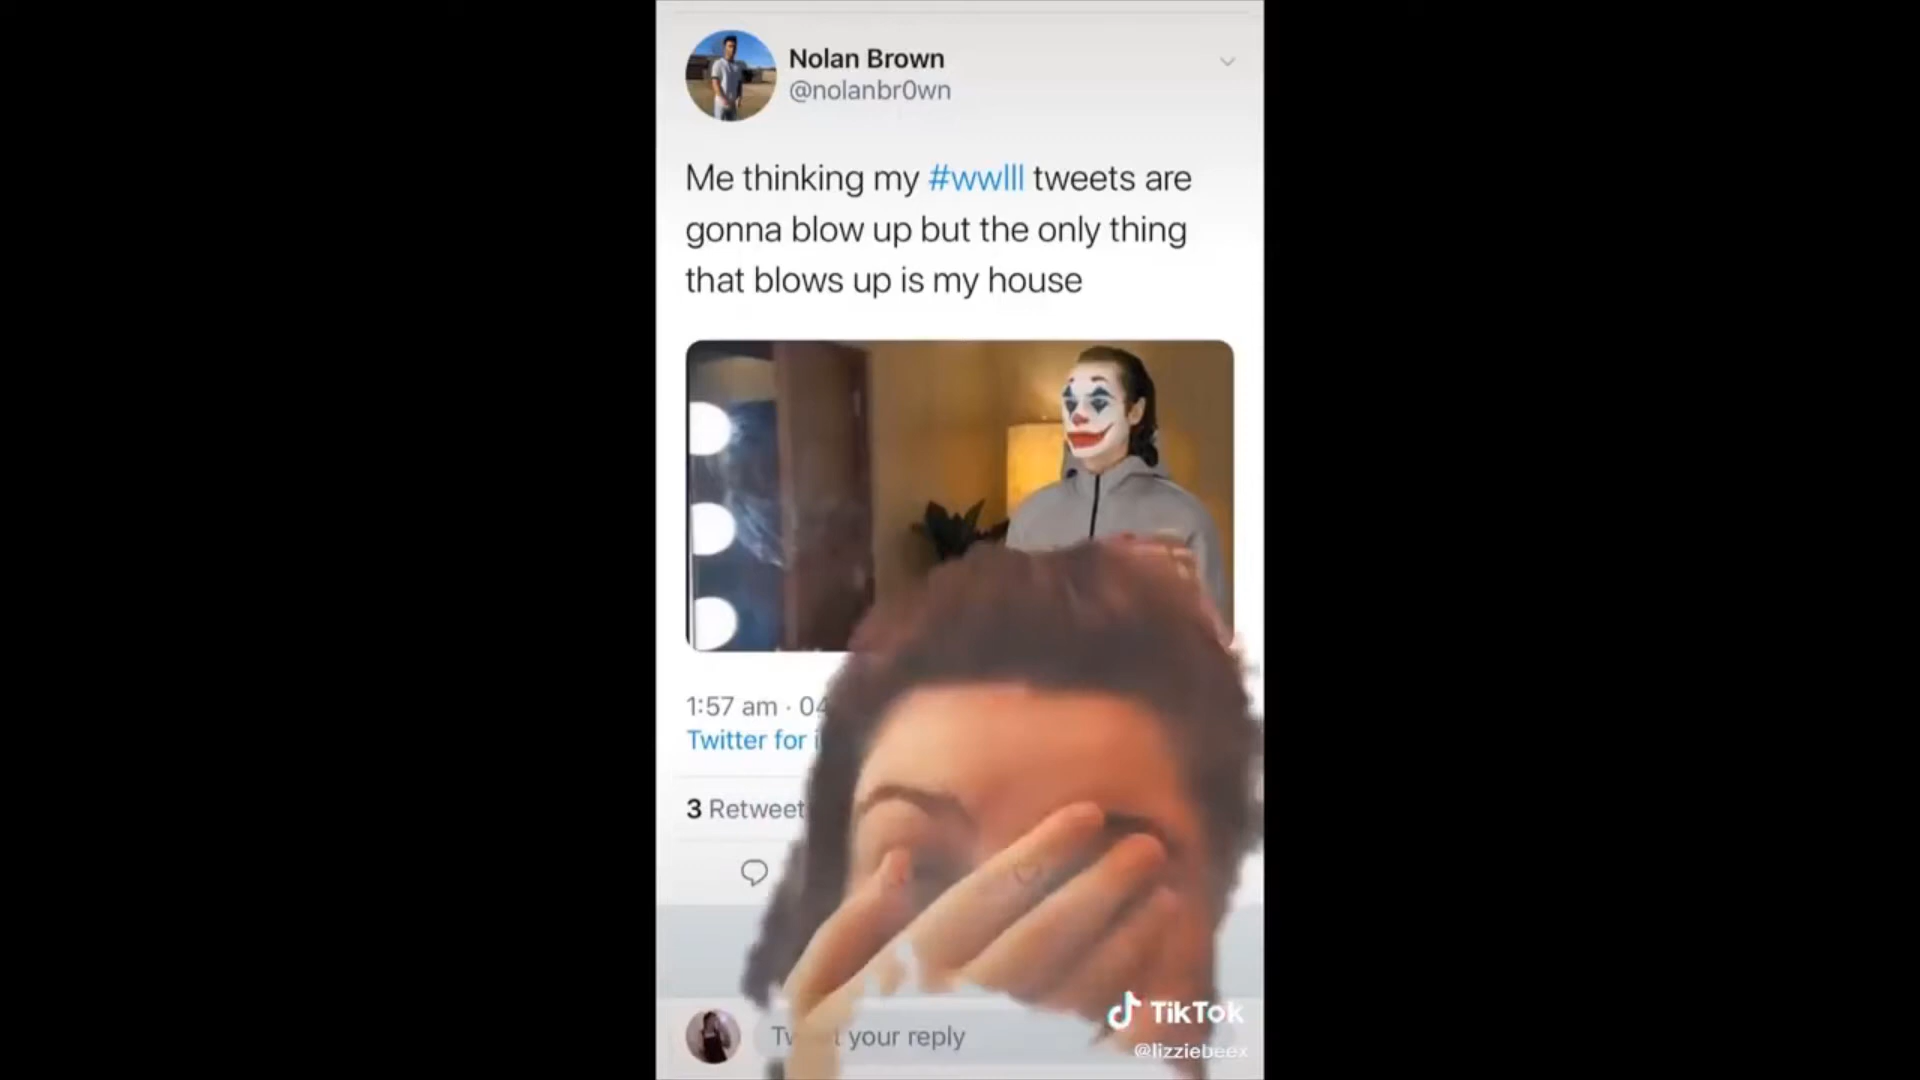 Nolan Brown
@nolanbr0wn
Me thinking my #wwlll tweets are
gonna blow up but the only thing
that blows up is my house
1:57 am · 04
Twitter for
3 Retweet
your reply
TikTok
@lizziebeex